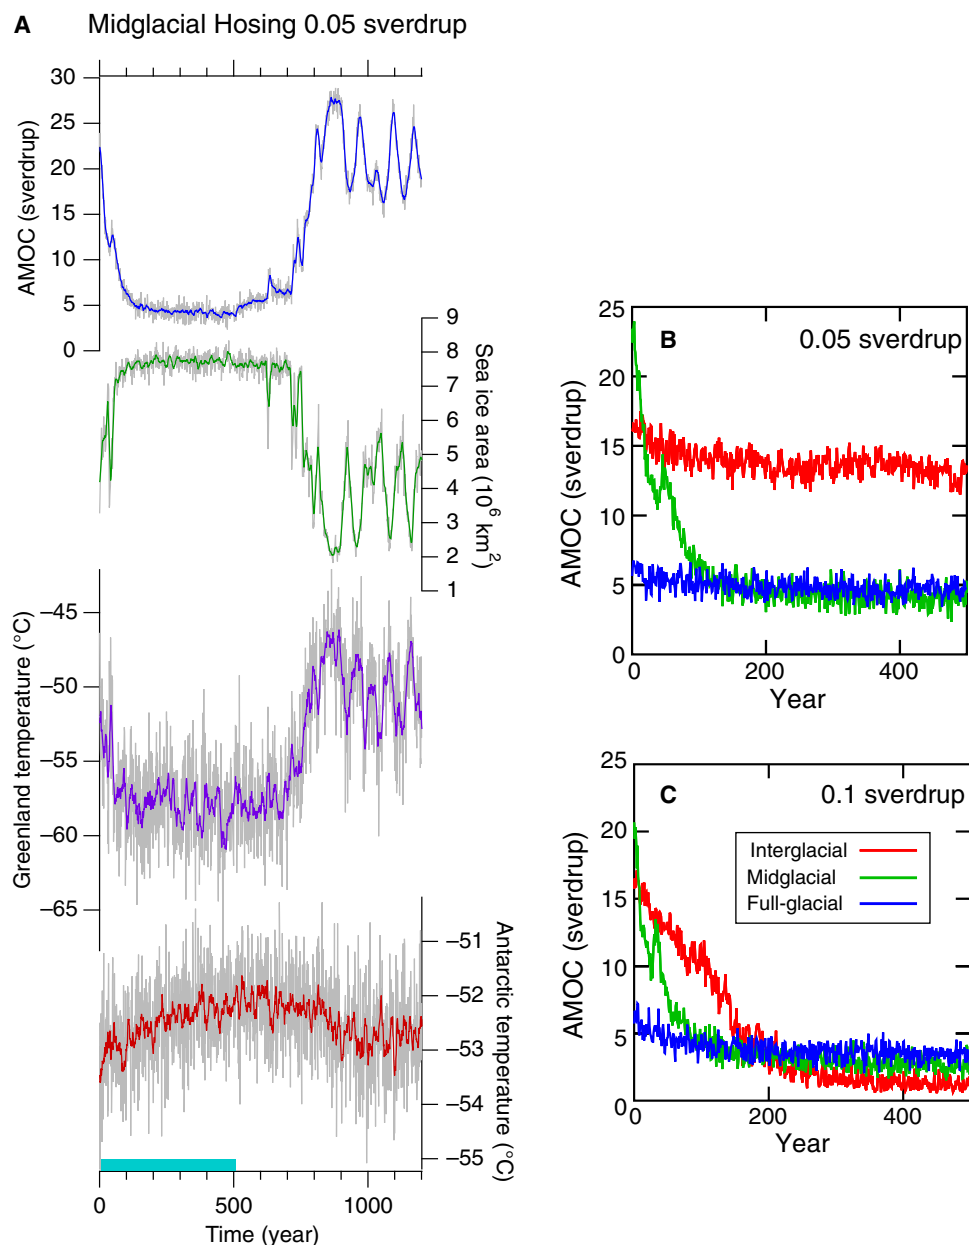 A Midglacial Hosing 0.05 sverdrup
30
25
20
15
10
5
0
AMOC (sverdrup)
9
8
7
6
5
4
3
2
1
Sea ice area (10⁶ km²)
−45
−50
−55
−60
−65
Greenland temperature (°C)
−51
−52
−53
−54
−55
Antarctic temperature (°C)
0 500 1000
Time (year)
B 0.05 sverdrup
25
20
15
10
5
0
AMOC (sverdrup)
0 200 400
Year
C 0.1 sverdrup
25
20
15
10
5
0
AMOC (sverdrup)
Interglacial
Midglacial
Full-glacial
0 200 400
Year